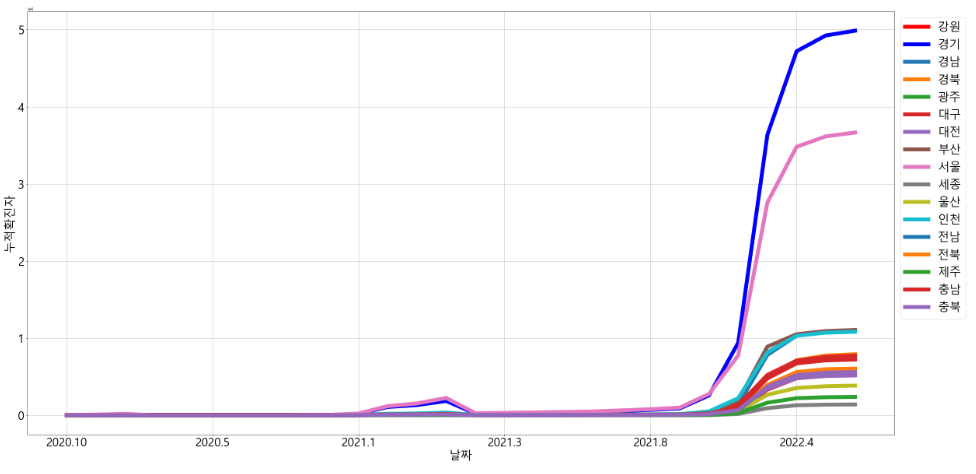 5
4
3
2
1
0
누적확진자
2020.10
2020.5
2021.1
2021.3
2021.8
2022.4
날짜
강원
경기
경남
경북
광주
대구
대전
부산
서울
세종
울산
인천
전남
전북
제주
충남
충북